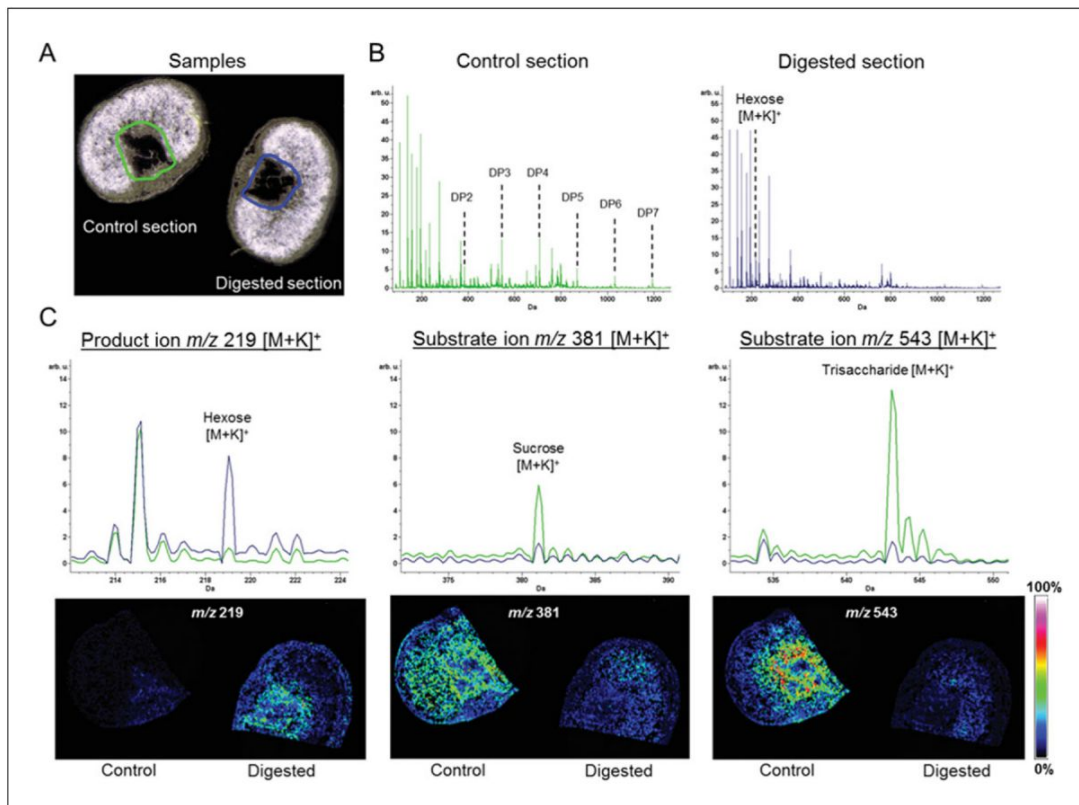 A
Samples
Control section
Digested section
B
Control section
arb. u.
50
45
40
35
30
25
20
15
10
5
0
DP2
DP3
DP4
DP5
DP6
DP7
200
400
600
800
1000
1200
Da
Digested section
arb. u.
50
45
40
35
30
25
20
15
10
5
0
Hexose
[M+K]⁺
200
400
600
800
1000
1200
Da
C
Product ion m/z 219 [M+K]⁺
arb. u.
14
12
10
8
6
4
2
0
Hexose
[M+K]⁺
214
216
218
220
222
224
Da
Substrate ion m/z 381 [M+K]⁺
arb. u.
14
12
10
8
6
4
2
0
Sucrose
[M+K]⁺
375
380
385
390
Da
Substrate ion m/z 543 [M+K]⁺
arb. u.
14
12
10
8
6
4
2
0
Trisaccharide [M+K]⁺
535
540
545
550
Da
m/z 219
Control
Digested
m/z 381
Control
Digested
m/z 543
Control
Digested
100%
0%